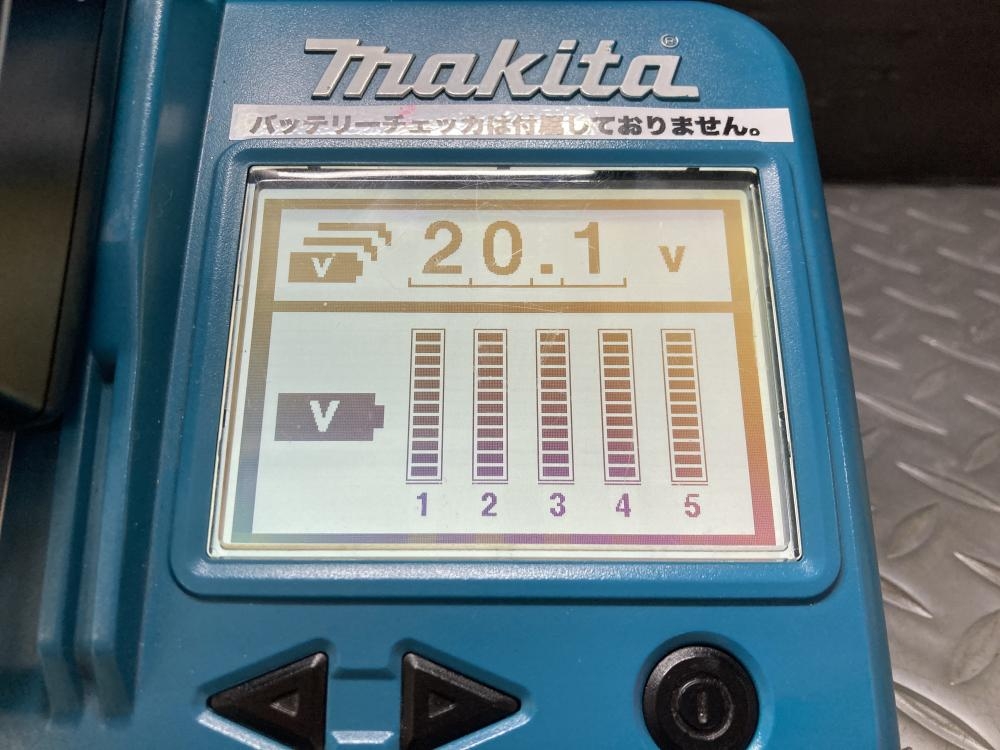 makita®
バッテリーチェッカは付属しておりません。
V 20.1 V
V
1 2 3 4 5